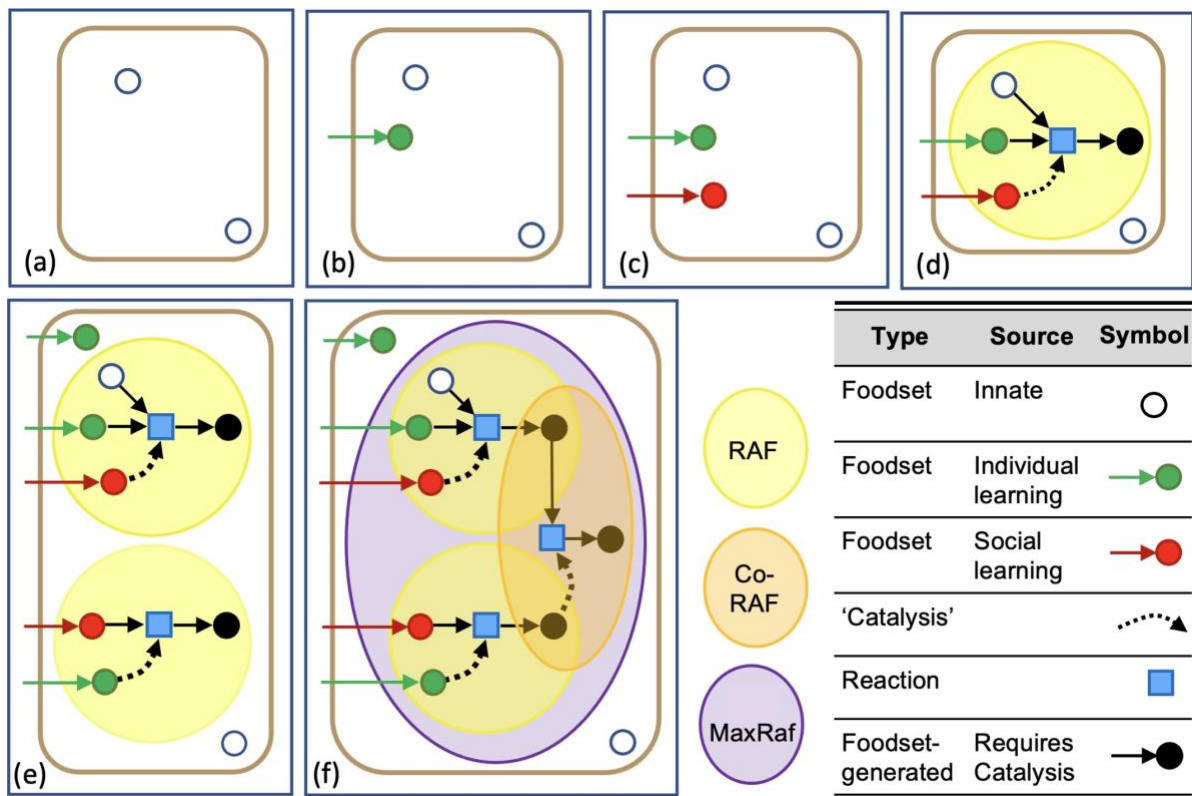 (a)
(b)
(c)
(d)
(e)
(f)
RAF
Co-
RAF
MaxRaf
Type Source Symbol
Foodset Innate
Foodset Individual
learning
Foodset Social
learning
'Catalysis'
Reaction
Foodset- Requires
generated Catalysis